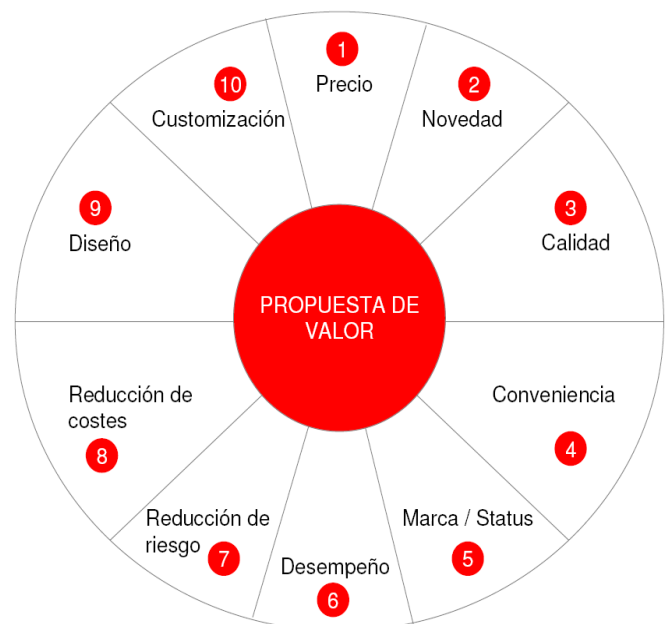 1
Precio
2
Novedad
3
Calidad
Conveniencia
4
Marca / Status
5
Desempeño
6
Reducción de
riesgo
7
Reducción de
costes
8
9
Diseño
10
Customización
PROPUESTA DE
VALOR